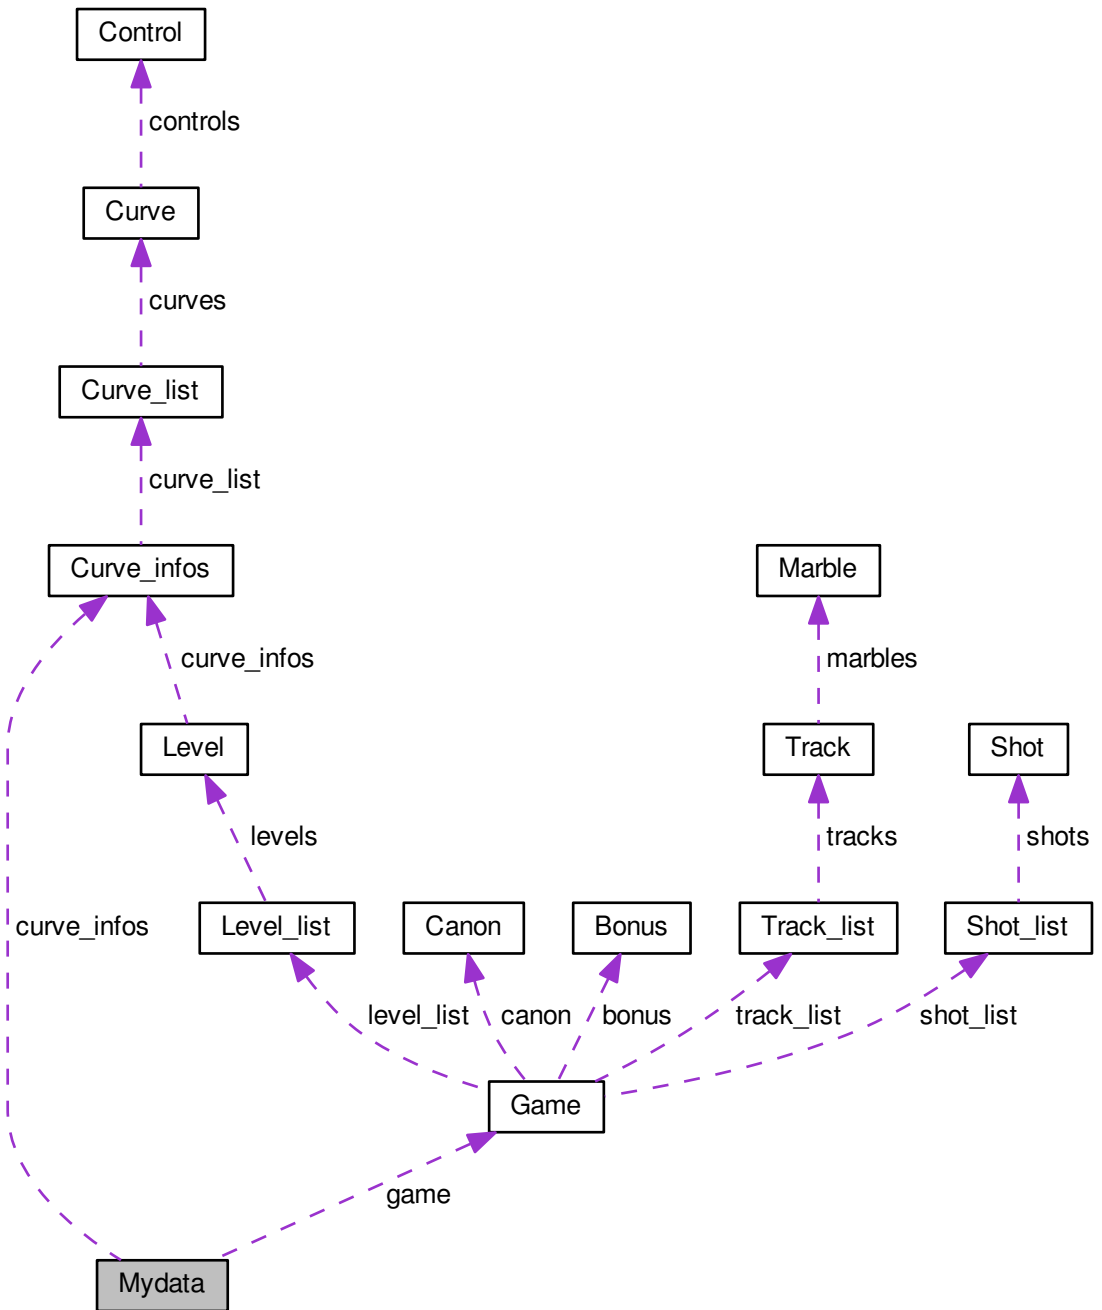 Control
controls
Curve
curves
Curve_list
curve_list
Curve_infos
Marble
curve_infos
marbles
Level
Track
Shot
levels
tracks
shots
curve_infos
Level_list
Canon
Bonus
Track_list
Shot_list
level_list
canon
bonus
track_list
shot_list
Game
game
Mydata